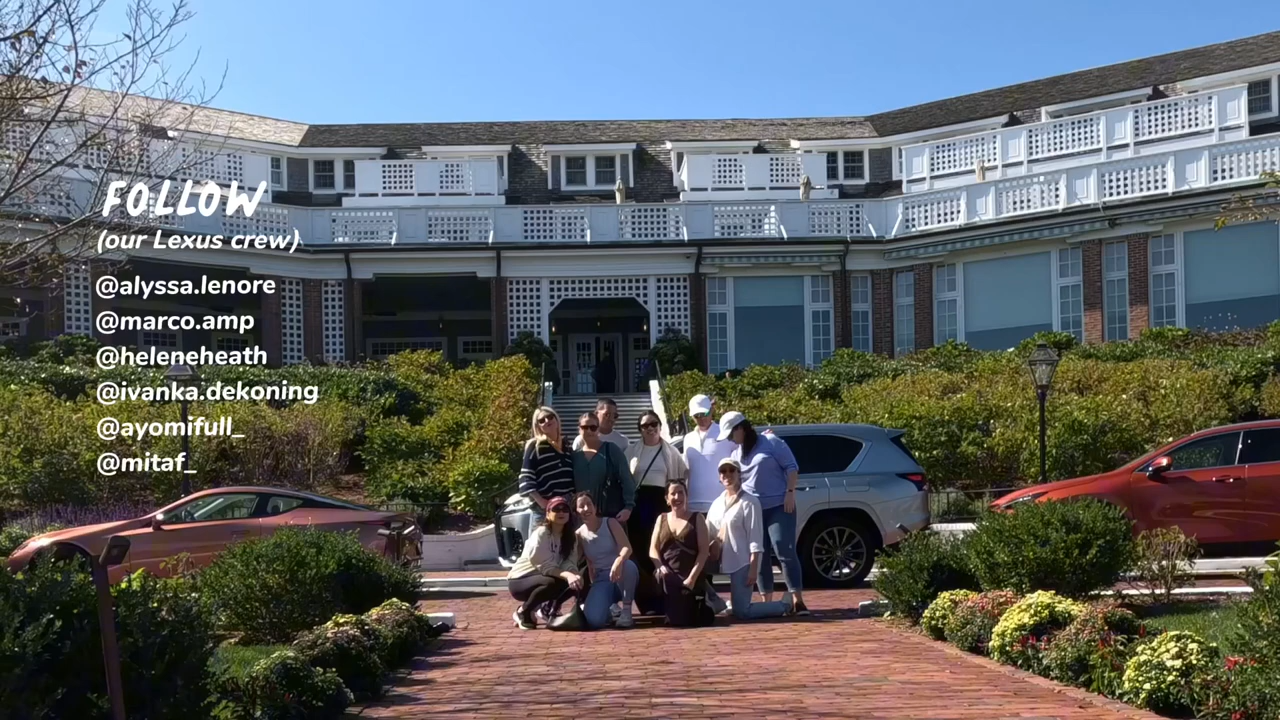 FOLLOW
(our Lexus crew)
@alyssa.lenore
@marco.amp
@heleneheath
@ivanka.dekoning
@ayomifull_
@mitaf_